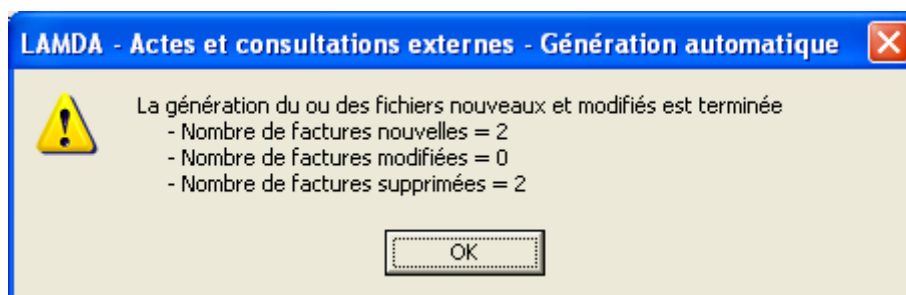 LAMDA - Actes et consultations externes - Génération automatique
La génération du ou des fichiers nouveaux et modifiés est terminée
- Nombre de factures nouvelles = 2
- Nombre de factures modifiées = 0
- Nombre de factures supprimées = 2
OK